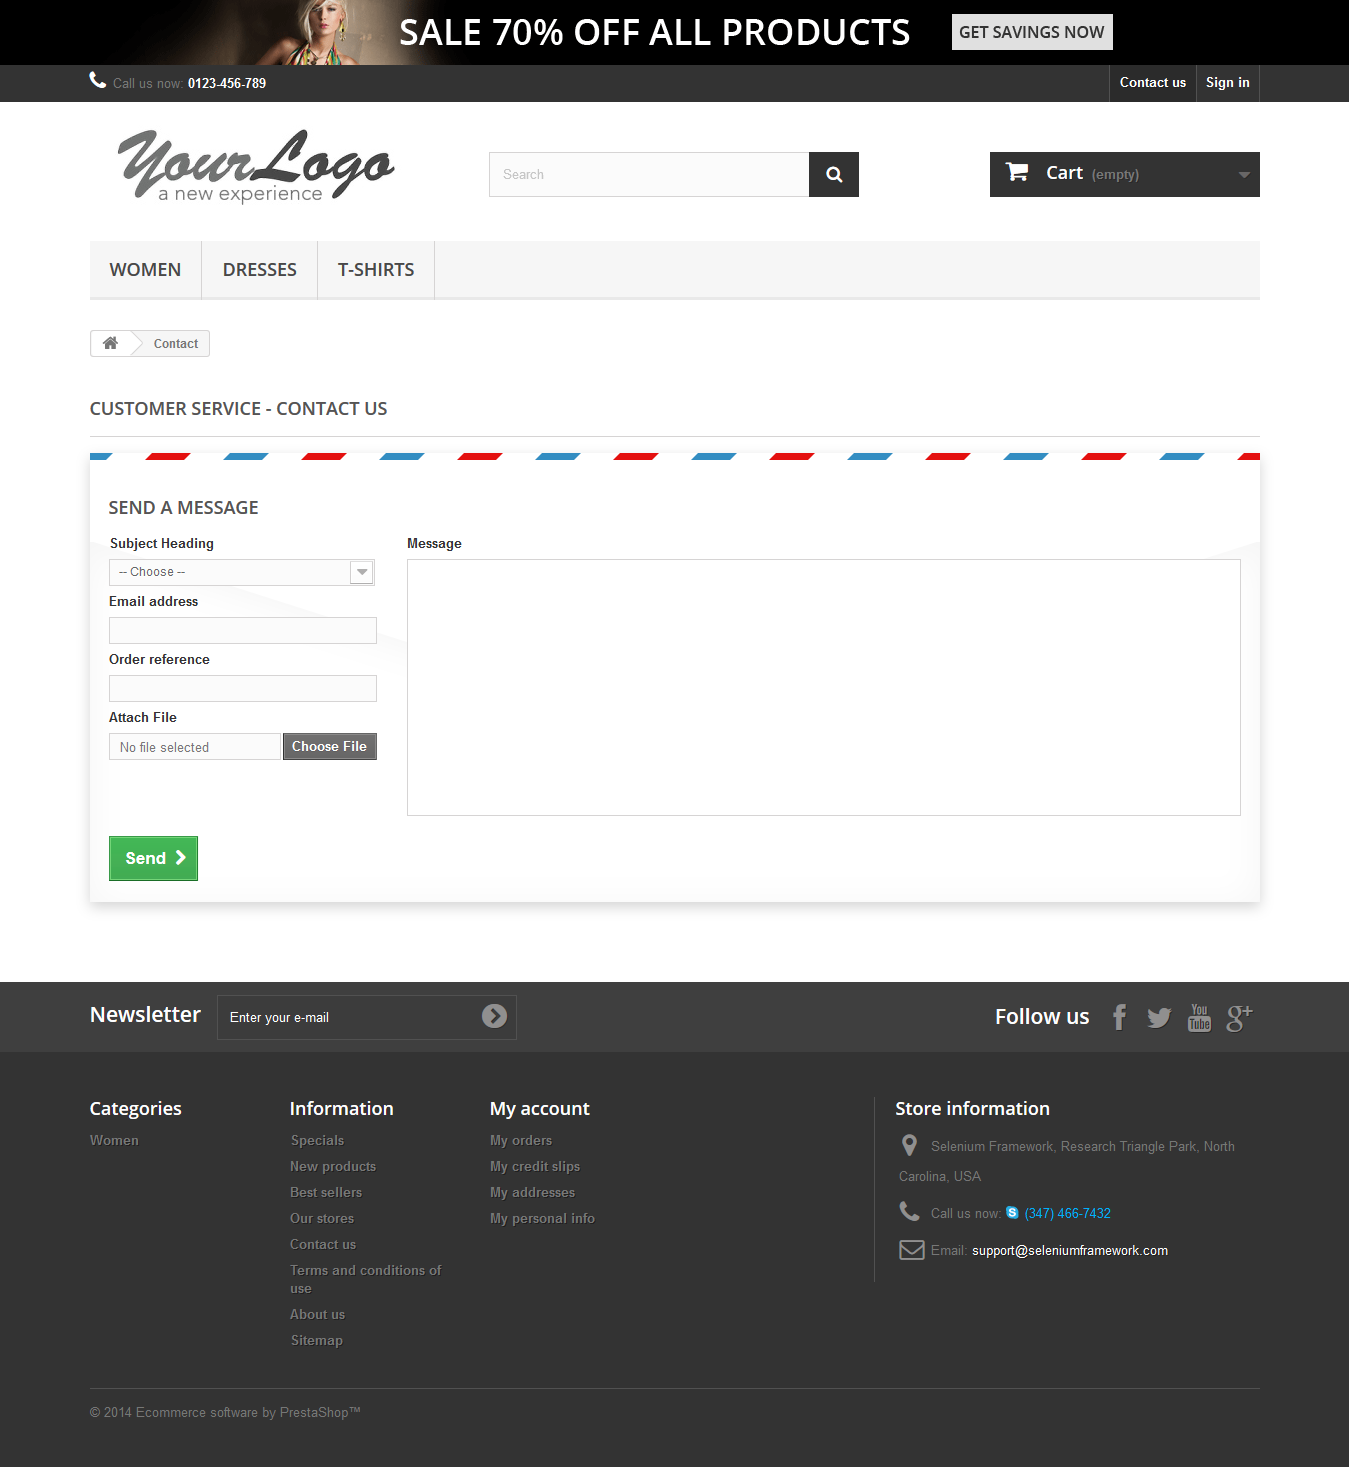 SALE 70% OFF ALL PRODUCTS GET SAVINGS NOW
Call us now: 0123-456-789 Contact us Sign in
YourLogo
a new experience
Search Cart (empty)
WOMEN DRESSES T-SHIRTS
Contact
CUSTOMER SERVICE - CONTACT US
SEND A MESSAGE
Subject Heading Message
-- Choose --
Email address
Order reference
Attach File
No file selected Choose File
Send
Newsletter Enter your e-mail Follow us
You
Tube
Categories Information My account Store information
Women Specials My orders Selenium Framework, Research Triangle Park, North
New products My credit slips Carolina, USA
Best sellers My addresses
Our stores My personal info Call us now: (347) 466-7432
Contact us Email: support@seleniumframework.com
Terms and conditions of
use
About us
Sitemap
© 2014 Ecommerce software by PrestaShop™